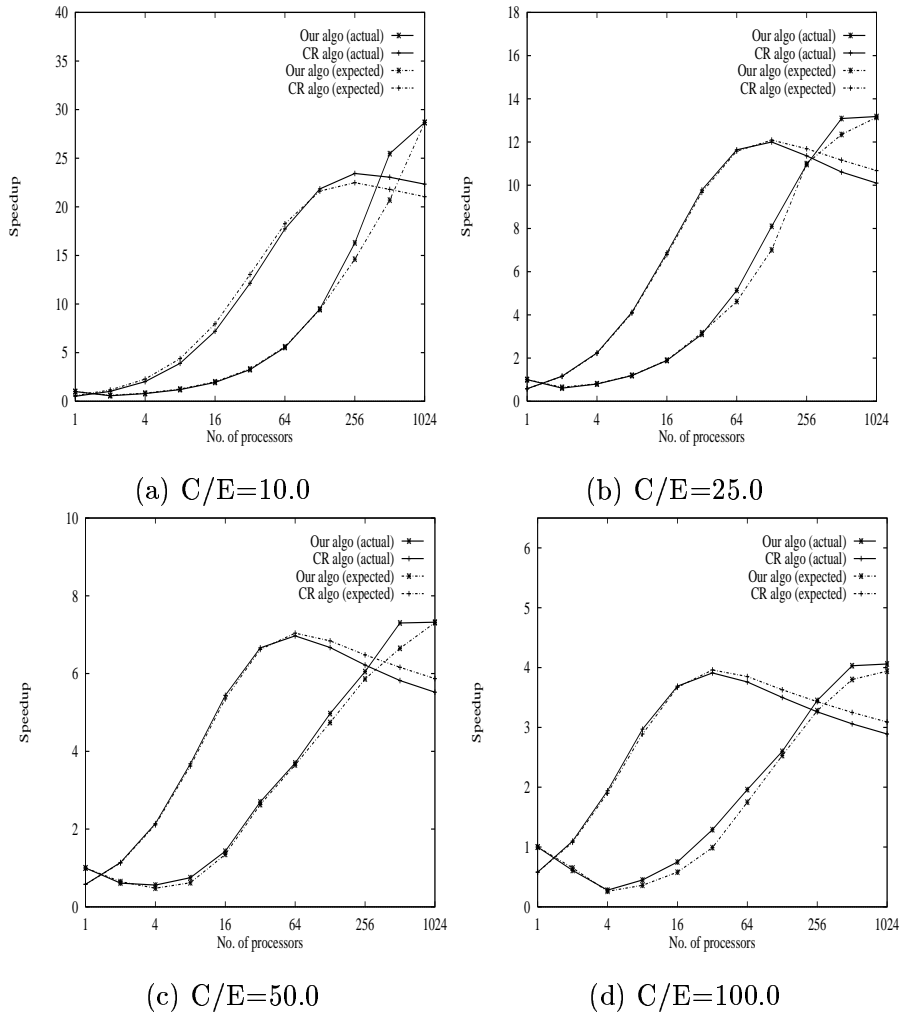 40
35
30
25
20
15
10
5
0
Speedup
Our algo (actual)
CR algo (actual)
Our algo (expected)
CR algo (expected)
1 4 16 64 256 1024
No. of processors
(a) C/E=10.0
18
16
14
12
10
8
6
4
2
0
Speedup
Our algo (actual)
CR algo (actual)
Our algo (expected)
CR algo (expected)
1 4 16 64 256 1024
No. of processors
(b) C/E=25.0
10
8
6
4
2
0
Speedup
Our algo (actual)
CR algo (actual)
Our algo (expected)
CR algo (expected)
1 4 16 64 256 1024
No. of processors
(c) C/E=50.0
6
5
4
3
2
1
0
Speedup
Our algo (actual)
CR algo (actual)
Our algo (expected)
CR algo (expected)
1 4 16 64 256 1024
No. of processors
(d) C/E=100.0